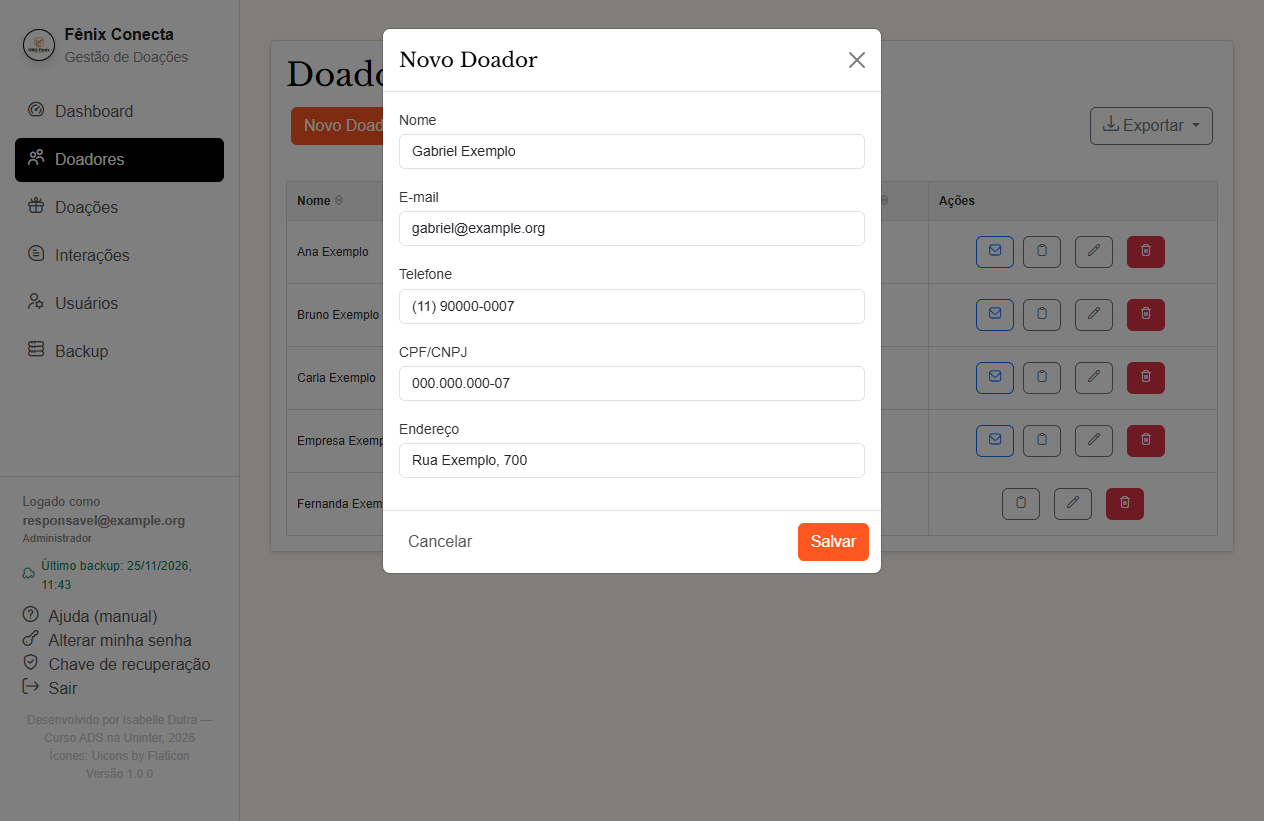 Fênix Conecta
Gestão de Doações
Dashboard
Doadores
Doações
Interações
Usuários
Backup
Logado como
responsavel@example.org
Administrador
Último backup: 25/11/2026,
11:43
Ajuda (manual)
Alterar minha senha
Chave de recuperação
Sair
Desenvolvido por Isabelle Dutra —
Curso ADS na Uninter, 2026
Ícones: Uicons by Flaticon
Versão 1.0.0
Doado
Novo Doad
Exportar
Nome
Ações
Ana Exemplo
Bruno Exemplo
Carla Exemplo
Empresa Exemp
Fernanda Exem
Novo Doador
Nome
Gabriel Exemplo
E-mail
gabriel@example.org
Telefone
(11) 90000-0007
CPF/CNPJ
000.000.000-07
Endereço
Rua Exemplo, 700
Cancelar
Salvar